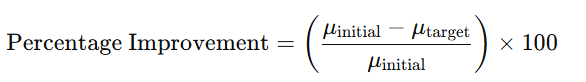 Percentage Improvement = ( (μ_initial − μ_target) / μ_initial ) × 100